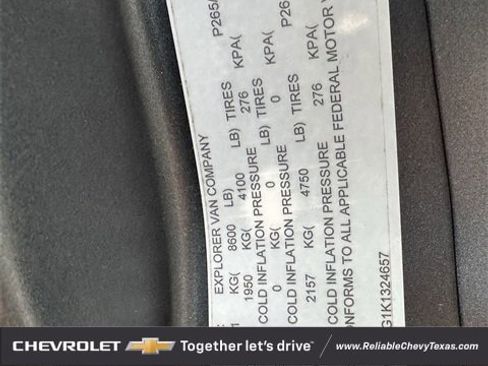 EXPLORER VAN COMPANY
KG( 8600 LB)
1950 KG( 4100 LB) TIRES P265/
COLD INFLATION PRESSURE 276 KPA(
0 KG( 0 LB) TIRES
COLD INFLATION PRESSURE 0 KPA(
2157 KG( 4750 LB) TIRES P26
COLD INFLATION PRESSURE 276 KPA(
ONFORMS TO ALL APPLICABLE FEDERAL MOTOR V
G1K1324657
CHEVROLET Together let's drive™ www.ReliableChevyTexas.com